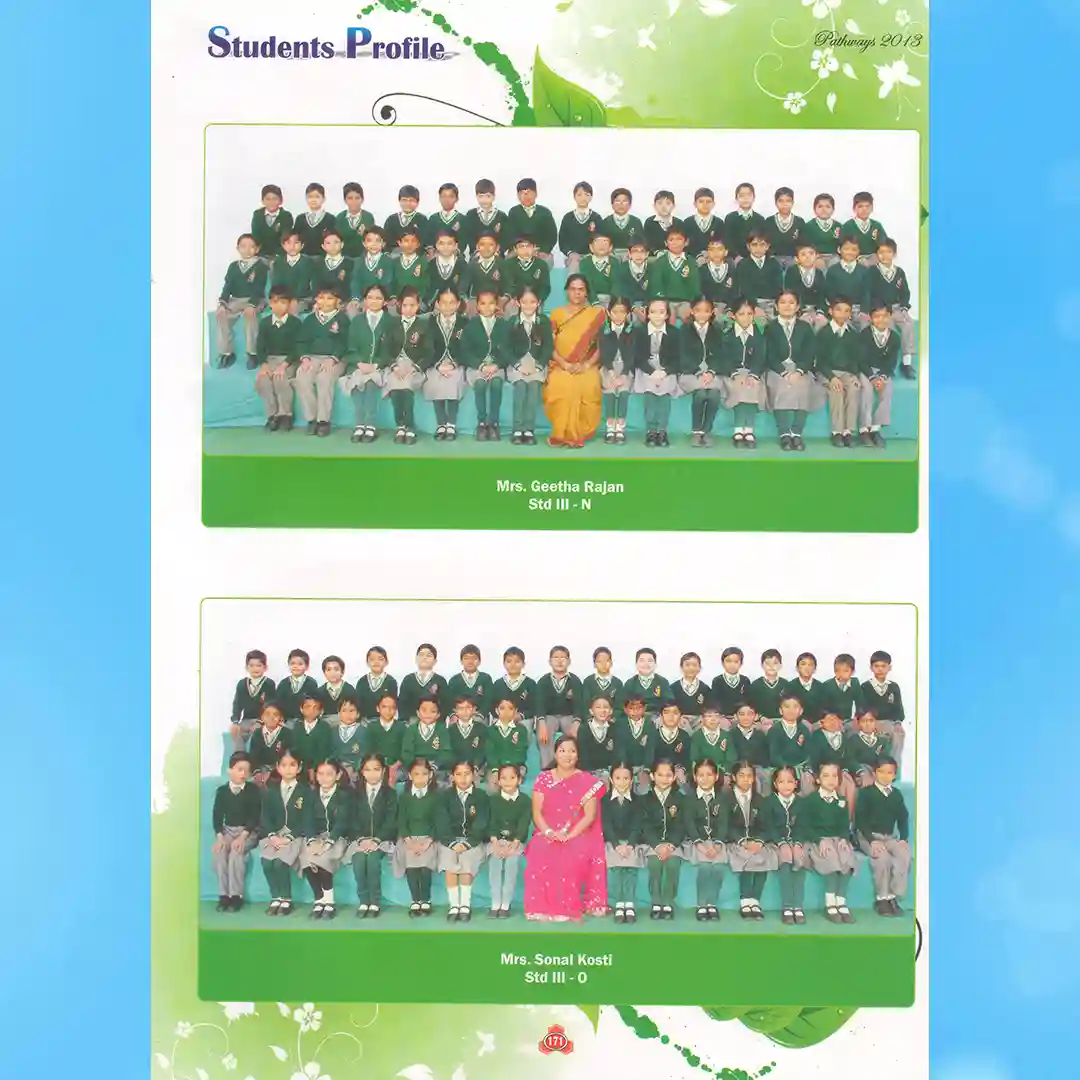 Students Profile
Pathways 2013
Mrs. Geetha Rajan
Std III - N
Mrs. Sonal Kosti
Std III - O
171